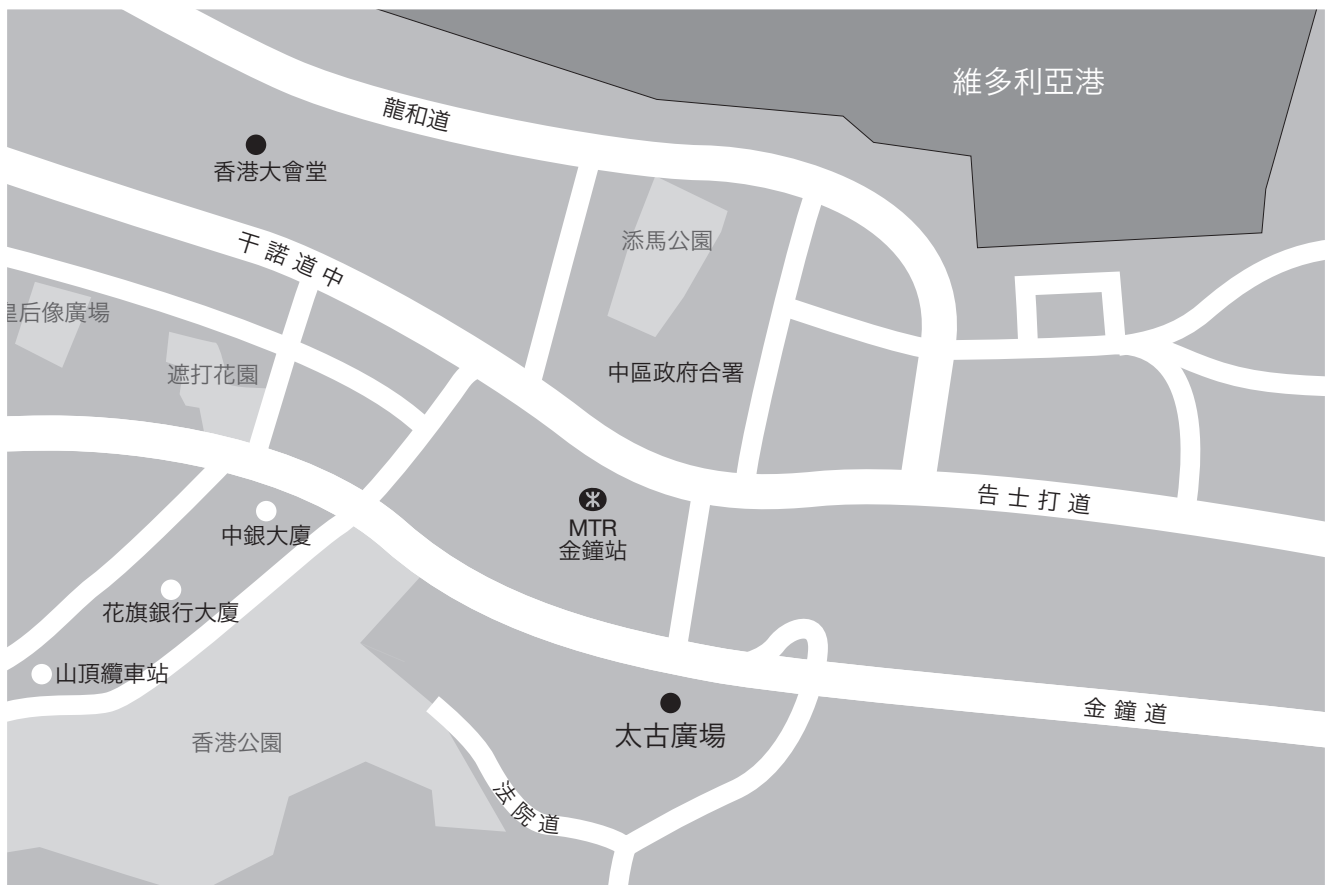 維多利亞港
龍和道
香港大會堂
添馬公園
干諾道中
皇后像廣場
遮打花園
中區政府合署
告士打道
MTR
金鐘站
中銀大廈
花旗銀行大廈
山頂纜車站
金鐘道
太古廣場
香港公園
法院道